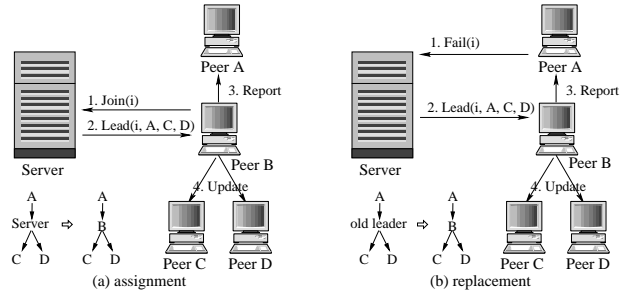 Peer A
1. Join(i)
3. Report
2. Lead(i, A, C, D)
Server
Peer B
4. Update
A
Server ⇨
C D
A
B
C D
Peer C
Peer D
(a) assignment
1. Fail(i)
Peer A
3. Report
2. Lead(i, A, C, D)
Server
Peer B
4. Update
A
old leader ⇨
C D
A
B
C D
Peer C
Peer D
(b) replacement